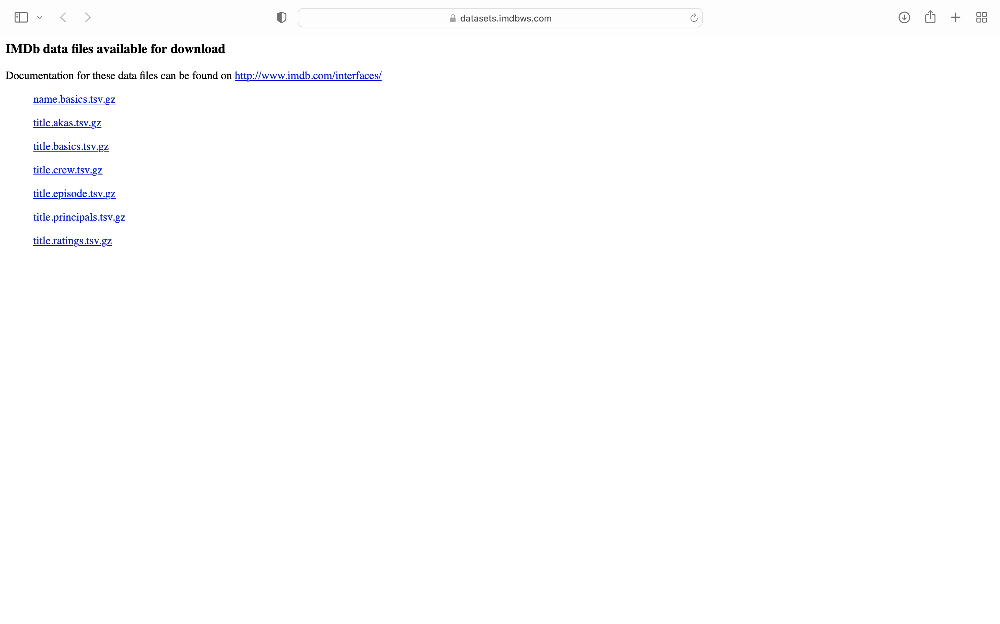 datasets.imdbws.com
IMDb data files available for download
Documentation for these data files can be found on http://www.imdb.com/interfaces/
name.basics.tsv.gz
title.akas.tsv.gz
title.basics.tsv.gz
title.crew.tsv.gz
title.episode.tsv.gz
title.principals.tsv.gz
title.ratings.tsv.gz